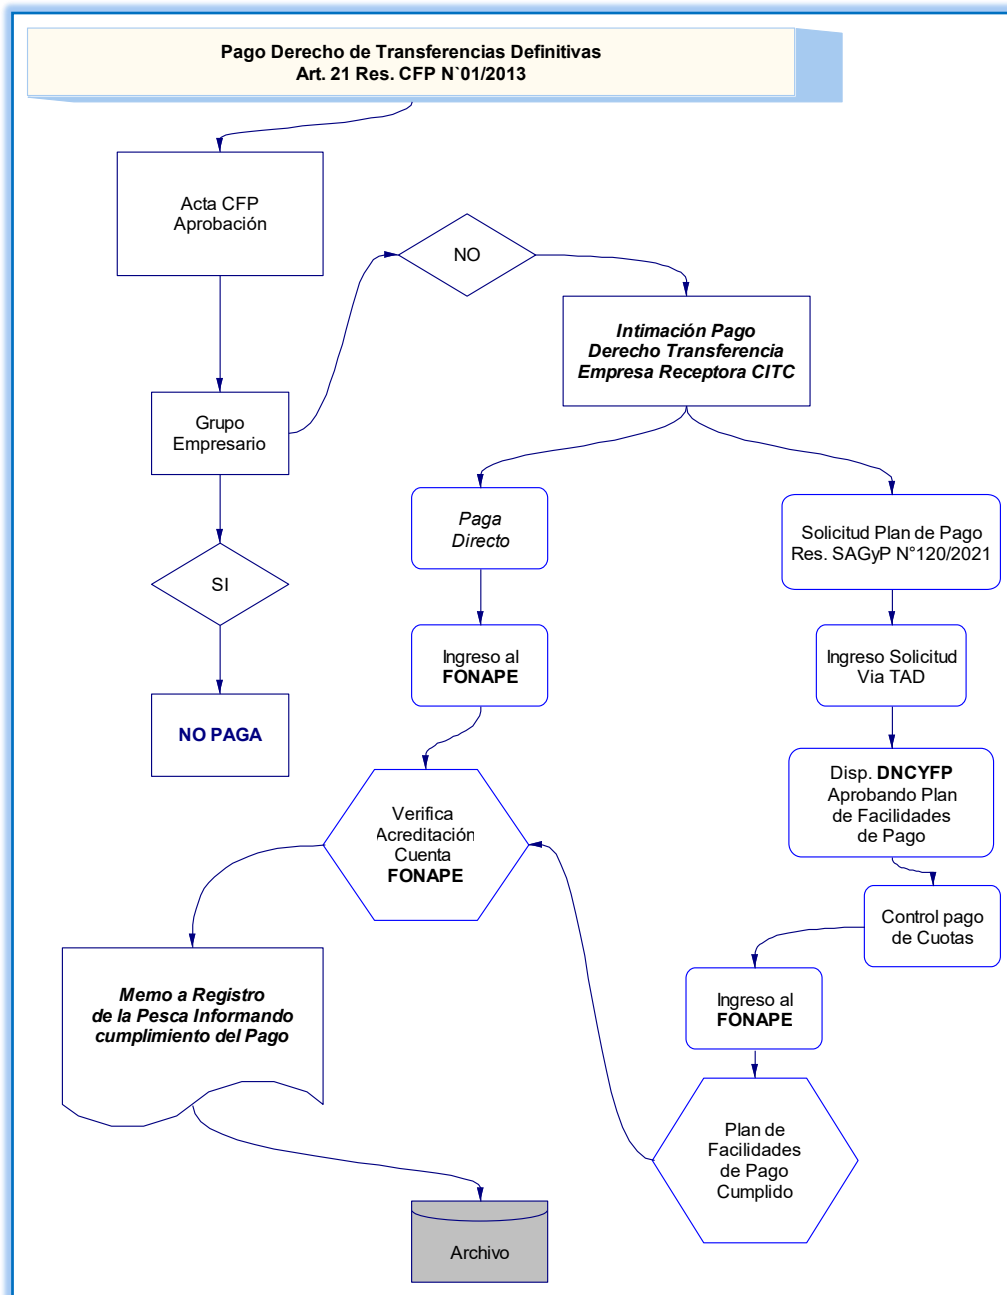 Pago Derecho de Transferencias Definitivas
Art. 21 Res. CFP N`01/2013
Acta CFP
Aprobación
NO
Intimación Pago
Derecho Transferencia
Empresa Receptora CITC
Grupo
Empresario
Paga
Directo
Solicitud Plan de Pago
Res. SAGyP N°120/2021
SI
Ingreso al
FONAPE
Ingreso Solicitud
Via TAD
NO PAGA
Disp. DNCYFP
Aprobando Plan
de Facilidades
de Pago
Verifica
Acreditación
Cuenta
FONAPE
Control pago
de Cuotas
Memo a Registro
de la Pesca Informando
cumplimiento del Pago
Ingreso al
FONAPE
Plan de
Facilidades
de Pago
Cumplido
Archivo